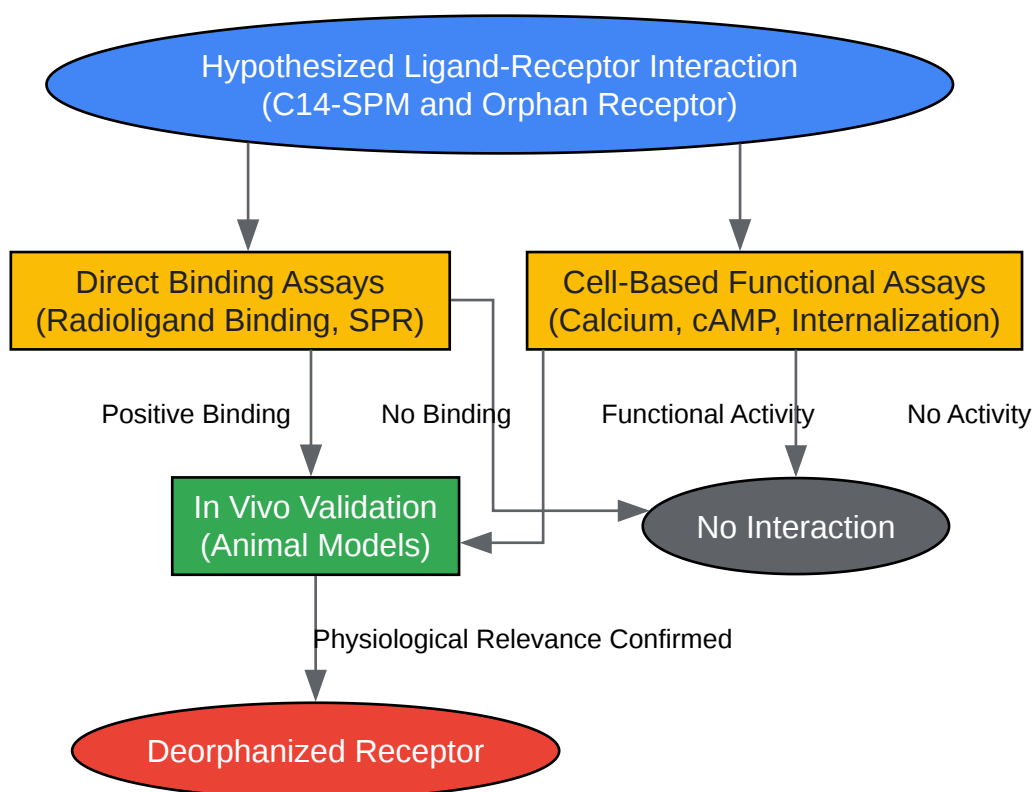 Hypothesized Ligand-Receptor Interaction
(C14-SPM and Orphan Receptor)
Direct Binding Assays
(Radioligand Binding, SPR)
Cell-Based Functional Assays
(Calcium, cAMP, Internalization)
Positive Binding
No Binding
Functional Activity
No Activity
In Vivo Validation
(Animal Models)
No Interaction
Physiological Relevance Confirmed
Deorphanized Receptor